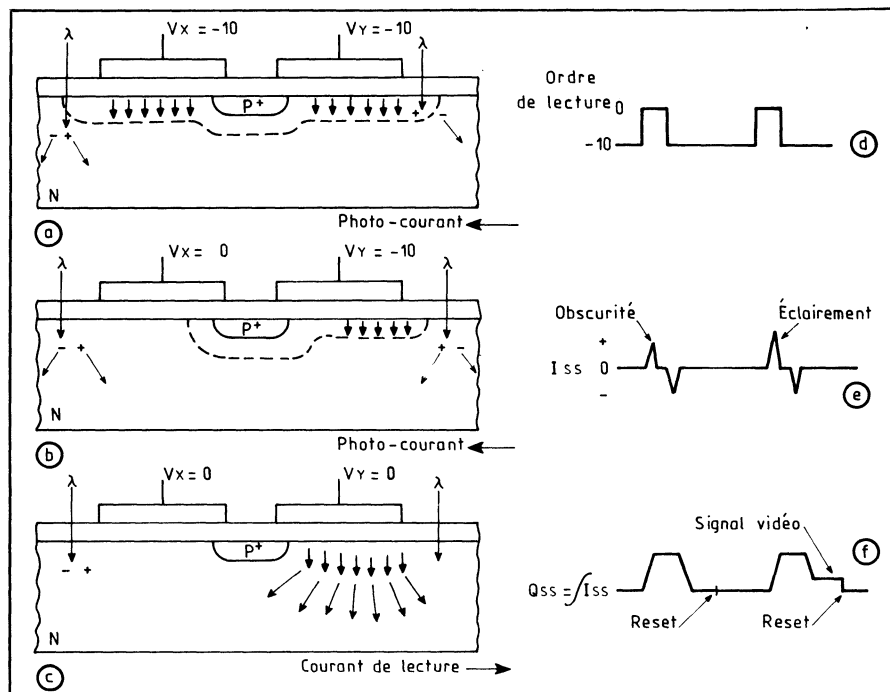 Vx = -10
Vy = -10
λ
λ
P+
+ -
- +
N
a
Photo-courant
Vx = 0
Vy = -10
λ
λ
P+
- +
+ -
N
b
Photo-courant
Vx = 0
Vy = 0
λ
λ
P+
- +
N
c
Courant de lecture
Ordre
de lecture
0
-10
d
Obscurité
Éclairement
+
Iss 0
-
e
Signal vidéo
f
Qss = ∫Iss
Reset
Reset